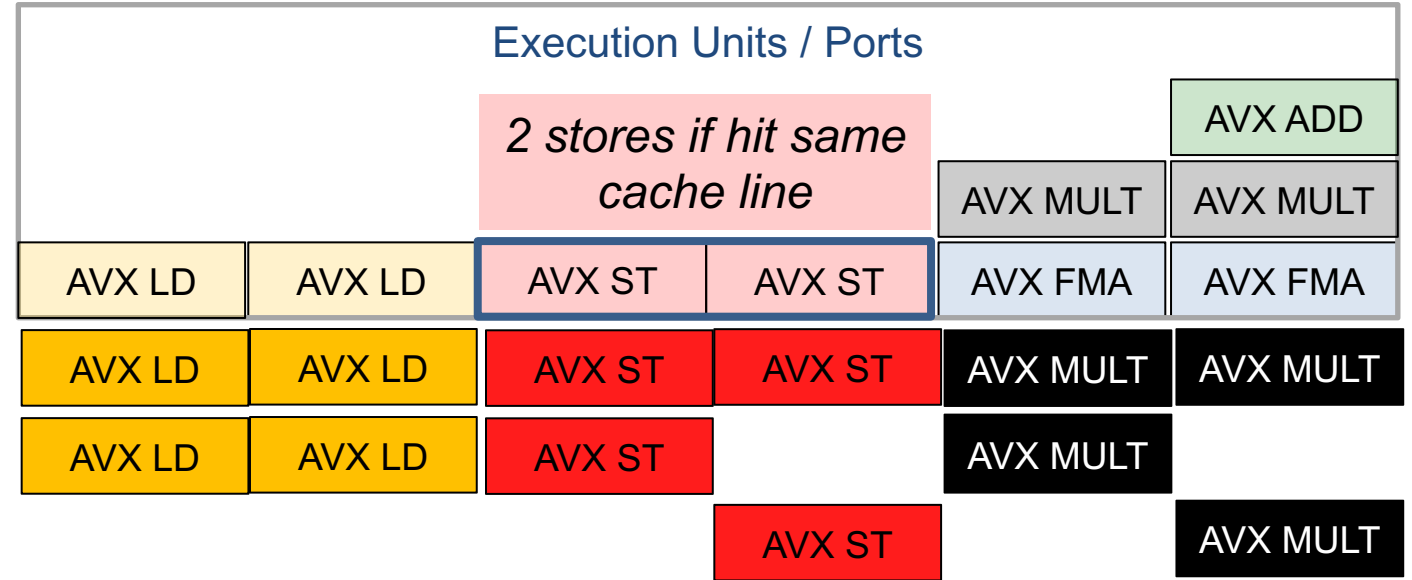 Execution Units / Ports
2 stores if hit same
cache line
AVX ADD
AVX MULT AVX MULT
AVX LD AVX LD AVX ST AVX ST AVX FMA AVX FMA
AVX LD AVX LD AVX ST AVX ST AVX MULT AVX MULT
AVX LD AVX LD AVX ST AVX MULT
AVX ST AVX MULT